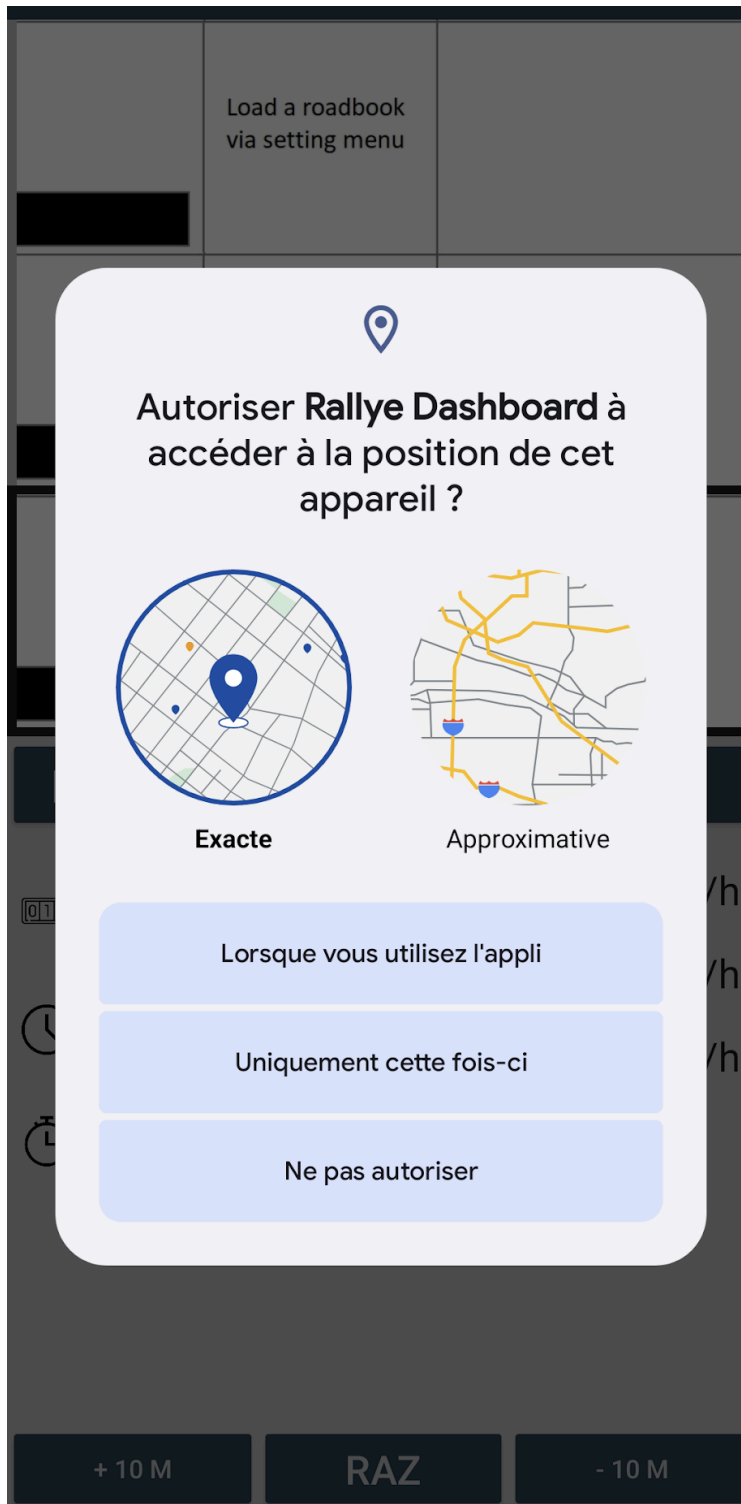 Load a roadbook
via setting menu
Autoriser Rallye Dashboard à
accéder à la position de cet
appareil ?
Exacte
Approximative
/h
01
Lorsque vous utilisez l'appli
/h
Uniquement cette fois-ci
/h
Ne pas autoriser
+ 10 M
RAZ
- 10 M